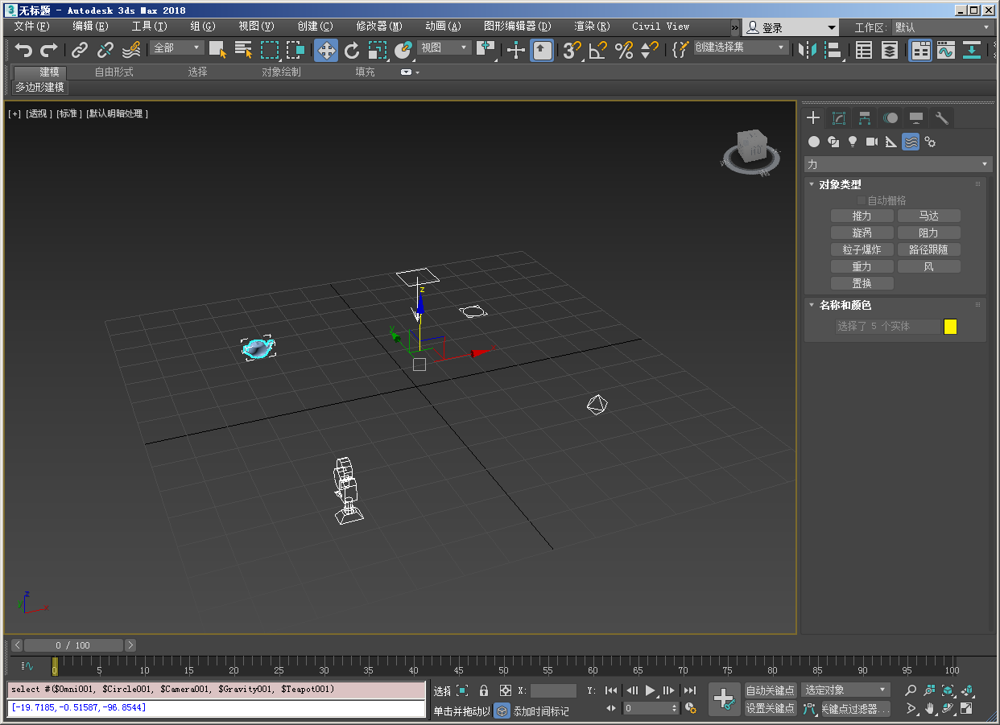 无标题 - Autodesk 3ds Max 2018
文件(F) 编辑(E) 工具(T) 组(G) 视图(V) 创建(C) 修改器(M) 动画(A) 图形编辑器(D) 渲染(R) Civil View » 登录 工作区: 默认
全部 视图 创建选择集
建模 自由形式 选择 对象绘制 填充
多边形建模
[+] [透视 ] [标准 ] [默认明暗处理 ]
力
对象类型
自动栅格
推力 马达
旋涡 阻力
粒子爆炸 路径跟随
重力 风
置换
名称和颜色
选择了 5 个实体
z
y
z
y x
0 / 100
0 5 10 15 20 25 30 35 40 45 50 55 60 65 70 75 80 85 90 95 100
select #($Omni001, $Circle001, $Camera001, $Gravity001, $Teapot001) 选择 X: Y: 自动关键点 选定对象
[-19.7185,-0.51587,-96.8544] 单击并拖动以 添加时间标记 0 设置关键点 关键点过滤器...